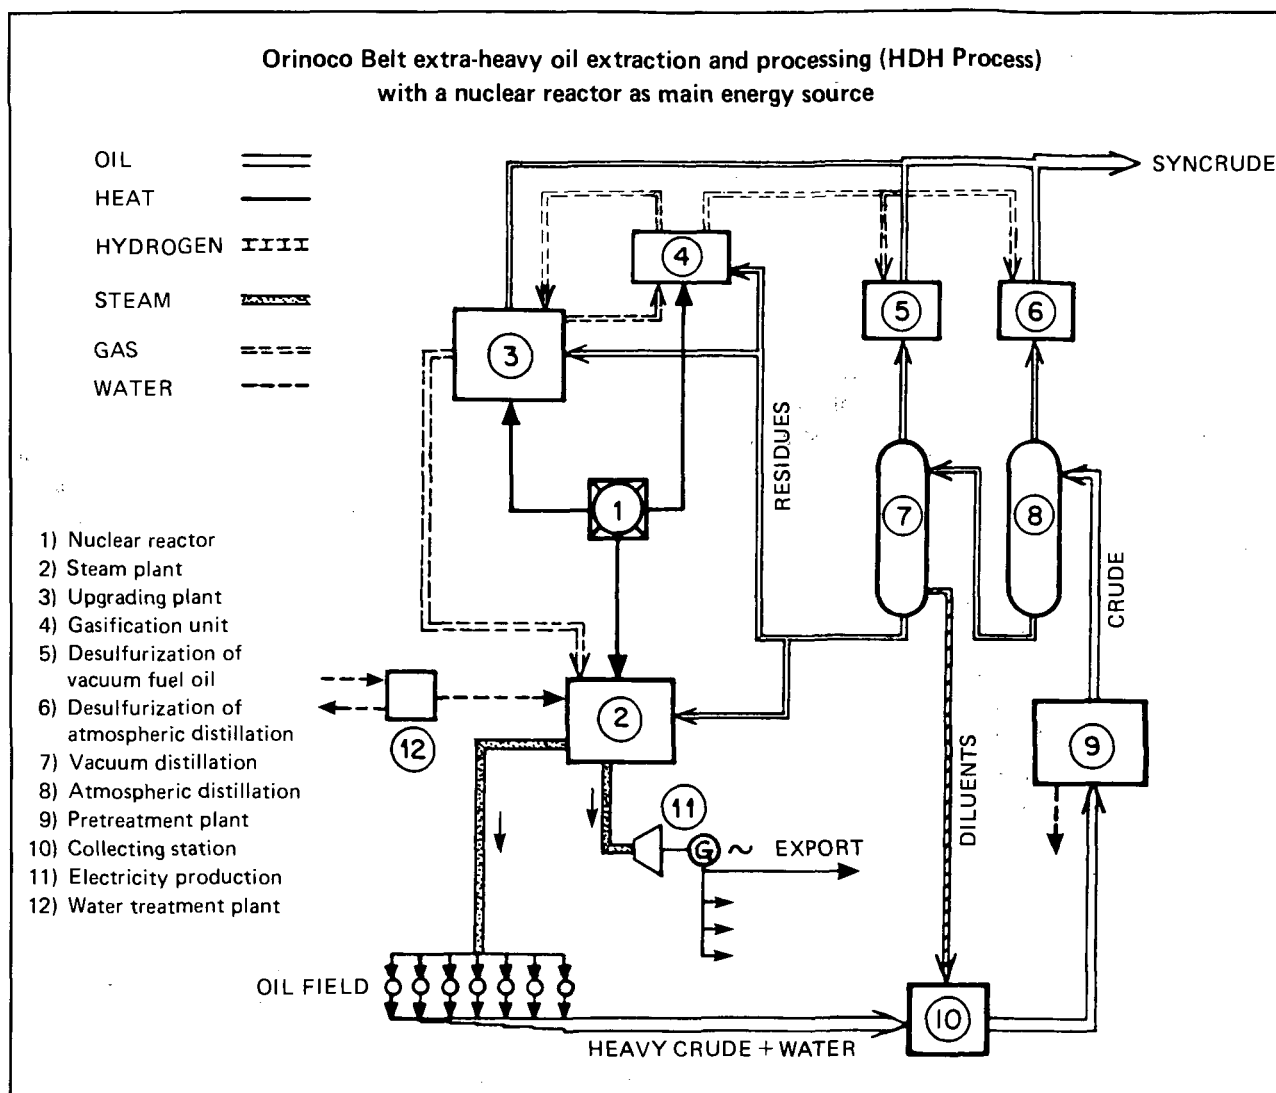 Orinoco Belt extra-heavy oil extraction and processing (HDH Process)
with a nuclear reactor as main energy source
OIL
HEAT
HYDROGEN
STEAM
GAS
WATER
SYNCRUDE
4
3
5
6
RESIDUES
1
7
8
CRUDE
1) Nuclear reactor
2) Steam plant
3) Upgrading plant
4) Gasification unit
5) Desulfurization of
vacuum fuel oil
6) Desulfurization of
atmospheric distillation
7) Vacuum distillation
8) Atmospheric distillation
9) Pretreatment plant
10) Collecting station
11) Electricity production
12) Water treatment plant
2
12
9
DILUENTS
11
G ~ EXPORT
OIL FIELD
10
HEAVY CRUDE + WATER